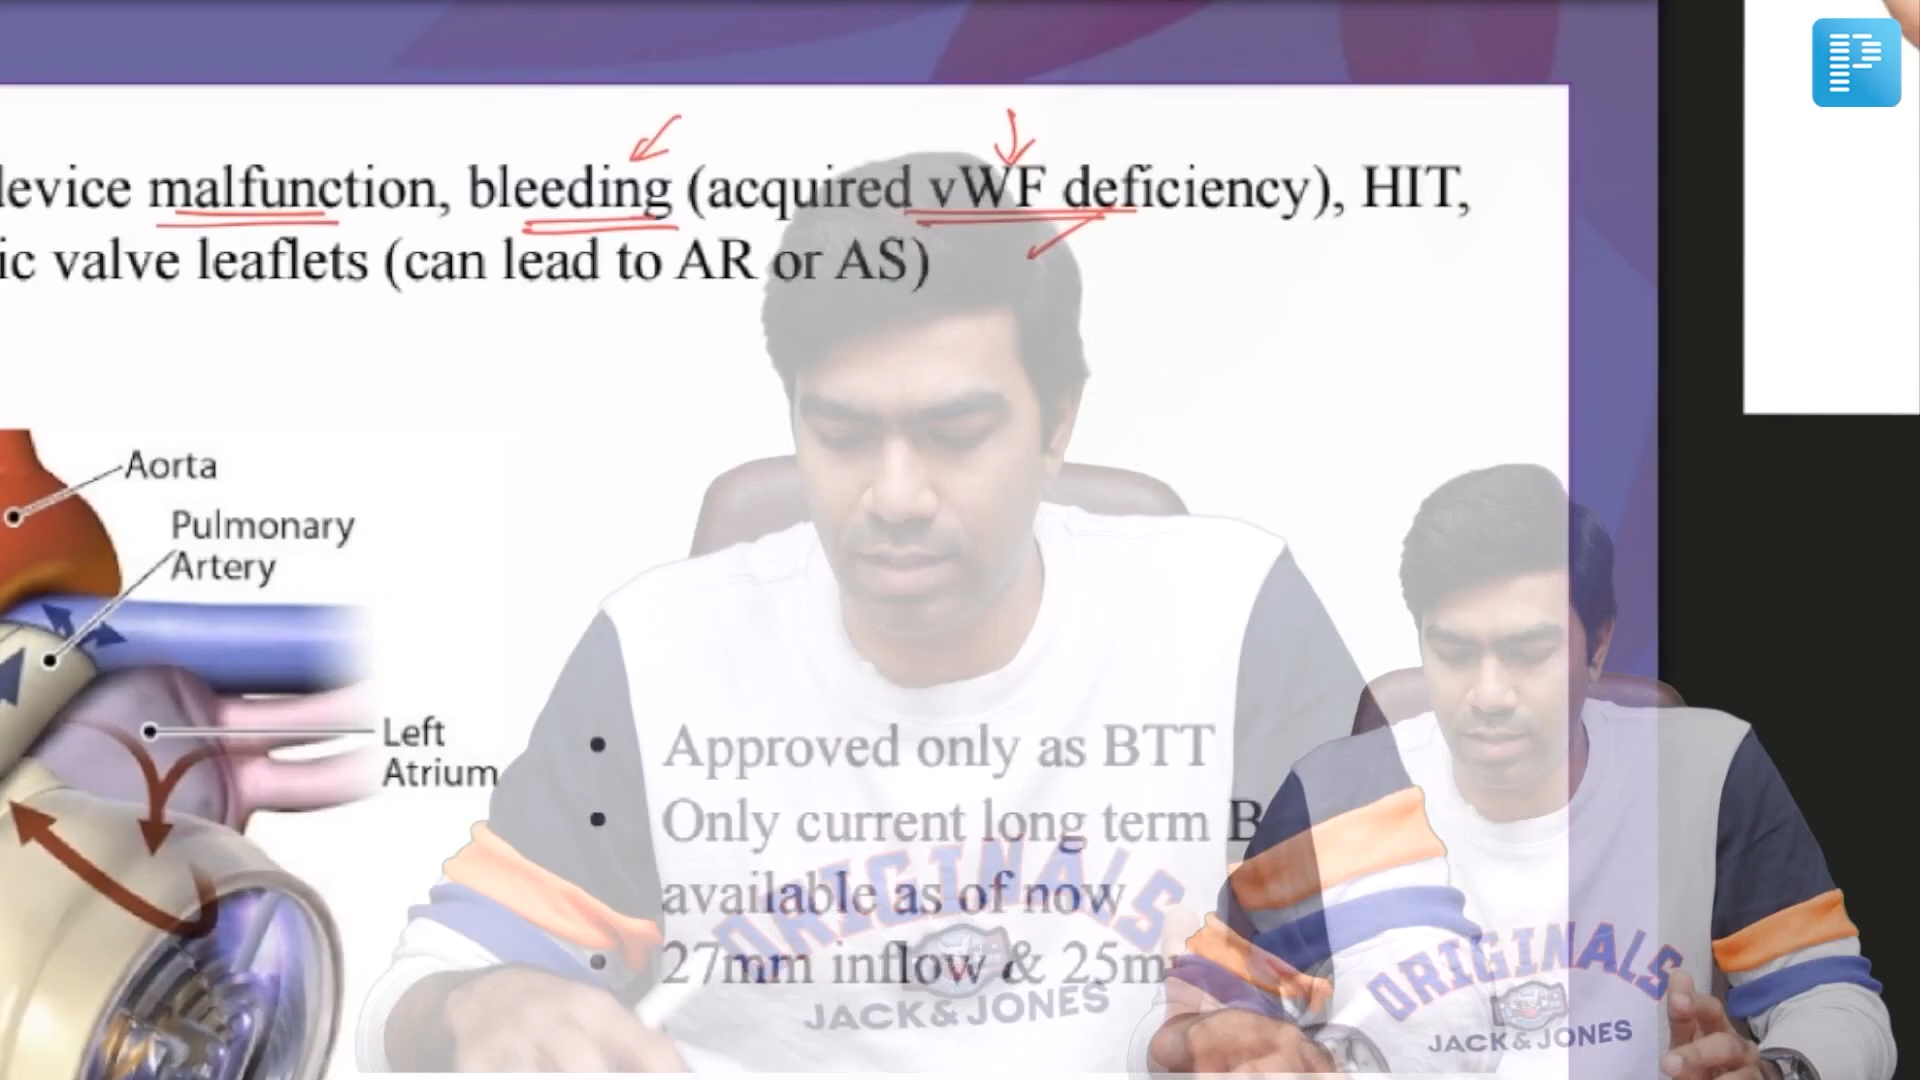 device malfunction, bleeding (acquired vWF deficiency), HIT,
ic valve leaflets (can lead to AR or AS)
Aorta
Pulmonary
Artery
Left
Atrium
• Approved only as BTT
• Only current long term B
available as of now
• 27mm inflow & 25m
ORIGINALS
JACK & JONES
ORIGINALS
JACK & JONES
P